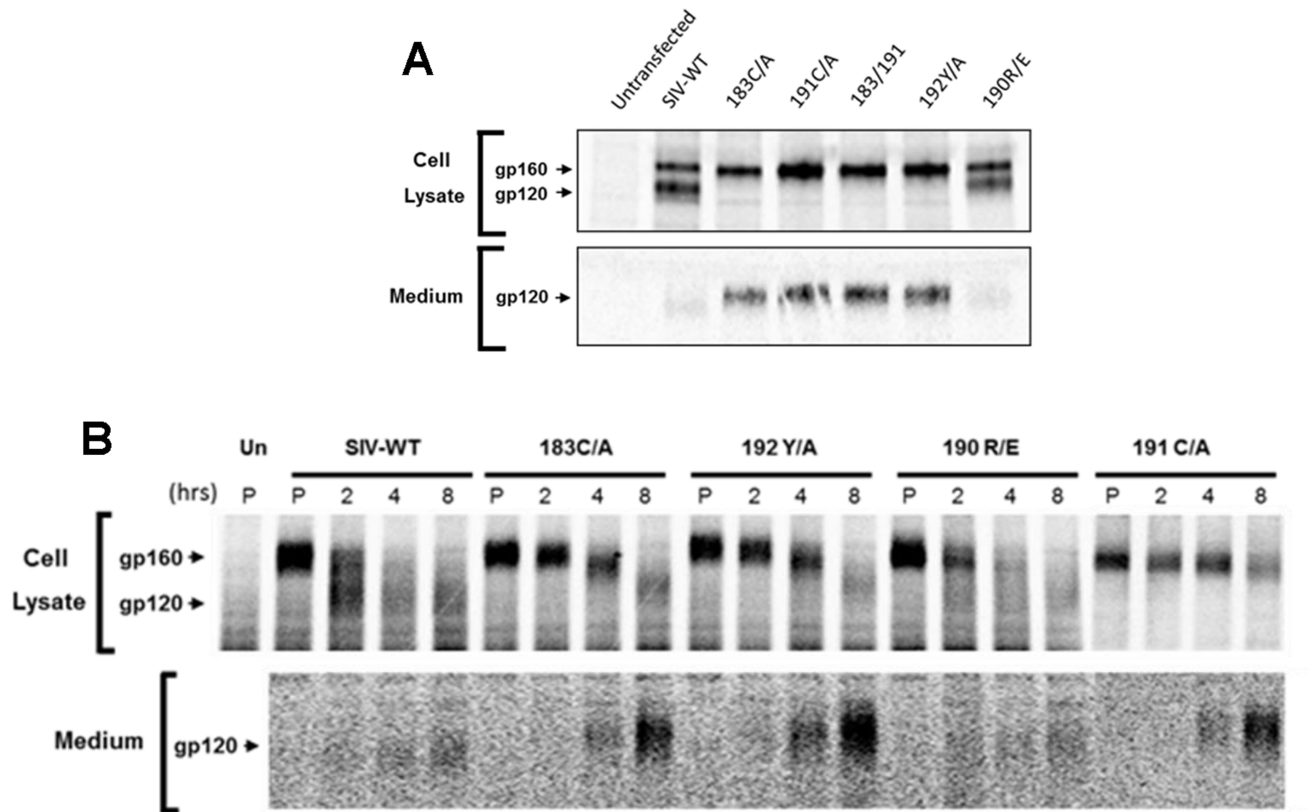 A
Untransfected SIV-WT 183C/A 191C/A 183/191 192Y/A 190R/E
Cell
gp160
Lysate
gp120
Medium gp120
B
Un SIV-WT 183C/A 192 Y/A 190 R/E 191 C/A
(hrs) P P 2 4 8 P 2 4 8 P 2 4 8 P 2 4 8 P 2 4 8
Cell gp160
Lysate gp120
Medium gp120